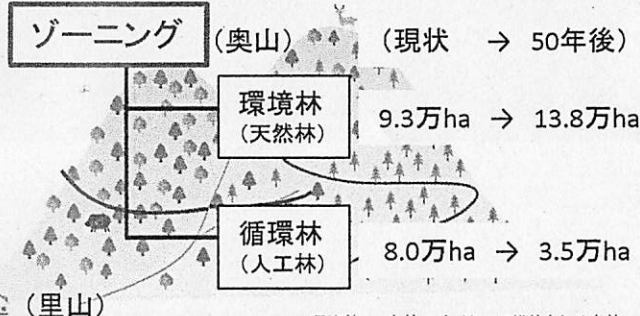 ゾーニング (奥山) (現状 → 50年後)
環境林
(天然林)
9.3万ha → 13.8万ha
循環林
(人工林)
8.0万ha → 3.5万ha
(里山)